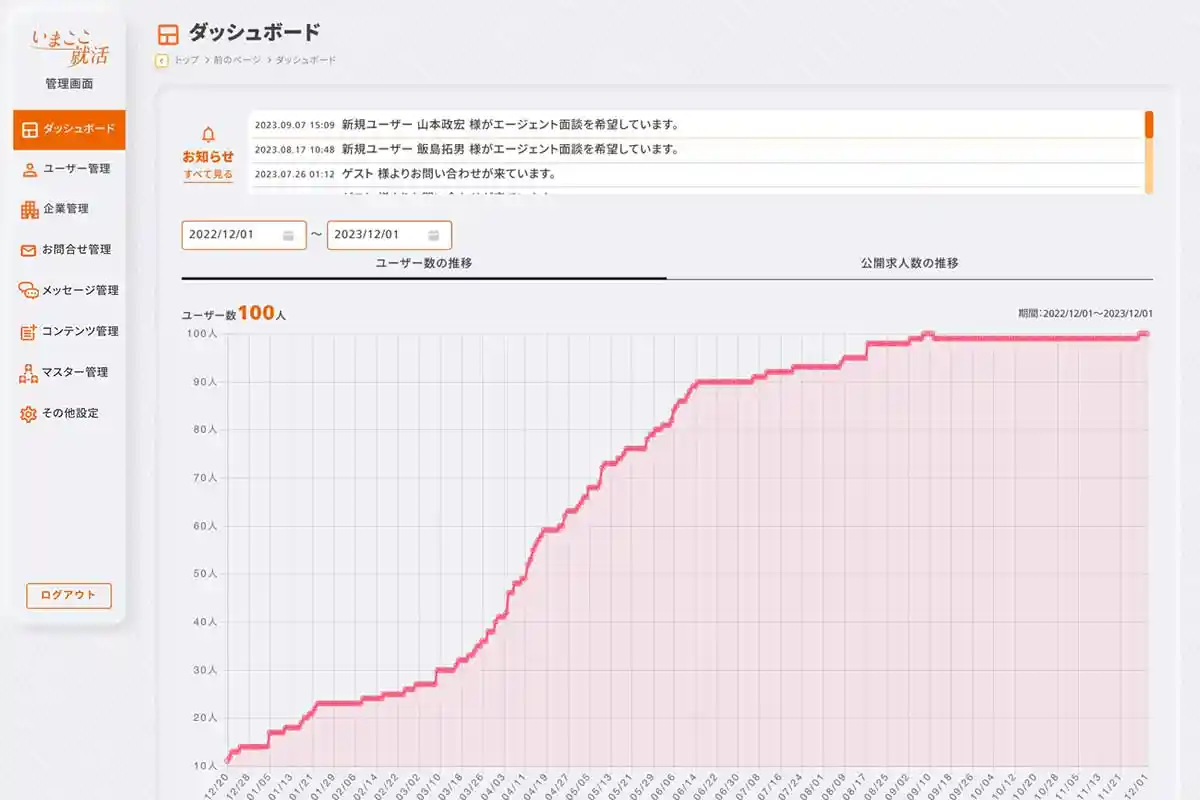 いまここ
就活
管理画面
ダッシュボード
ユーザー管理
企業管理
お問合せ管理
メッセージ管理
コンテンツ管理
マスター管理
その他設定
ログアウト
ダッシュボード
トップ > 前のページ > ダッシュボード
お知らせ
すべて見る
2023.09.07 15:09 新規ユーザー 山本政宏 様がエージェント面談を希望しています。
2023.08.17 10:48 新規ユーザー 飯島拓男 様がエージェント面談を希望しています。
2023.07.26 01:12 ゲスト 様よりお問い合わせが来ています。
2022/12/01 ～ 2023/12/01
ユーザー数の推移 公開求人数の推移
ユーザー数100人
期間:2022/12/01～2023/12/01
100人
90人
80人
70人
60人
50人
40人
30人
20人
10人
12/20 12/28 01/05 01/13 01/21 01/29 02/06 02/14 02/22 03/02 03/10 03/18 03/26 04/03 04/11 04/19 04/27 05/05 05/13 05/21 05/29 06/06 06/14 06/22 06/30 07/08 07/16 07/24 08/01 08/09 08/17 08/25 09/02 09/10 09/18 09/26 10/04 10/12 10/20 10/28 11/05 11/13 11/21 12/01